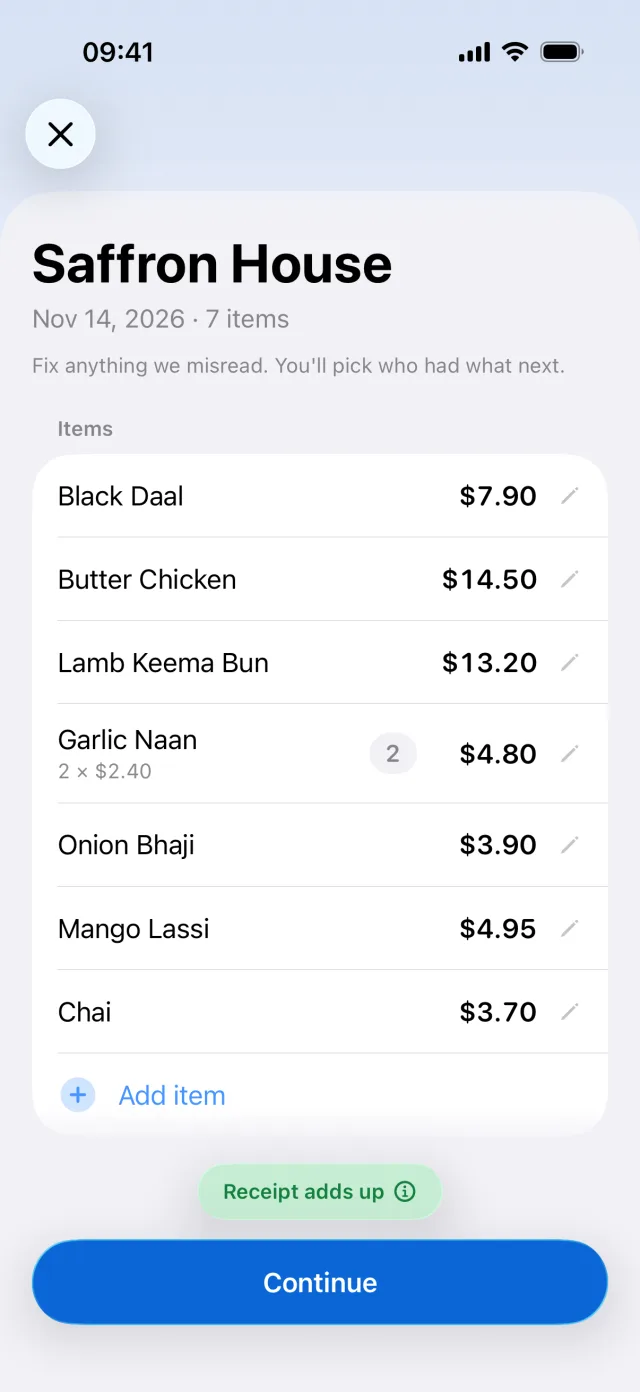 09:41
Saffron House
Nov 14, 2026 · 7 items
Fix anything we misread. You'll pick who had what next.
Items
Black Daal $7.90
Butter Chicken $14.50
Lamb Keema Bun $13.20
Garlic Naan 2 $4.80
2 × $2.40
Onion Bhaji $3.90
Mango Lassi $4.95
Chai $3.70
Add item
Receipt adds up
Continue